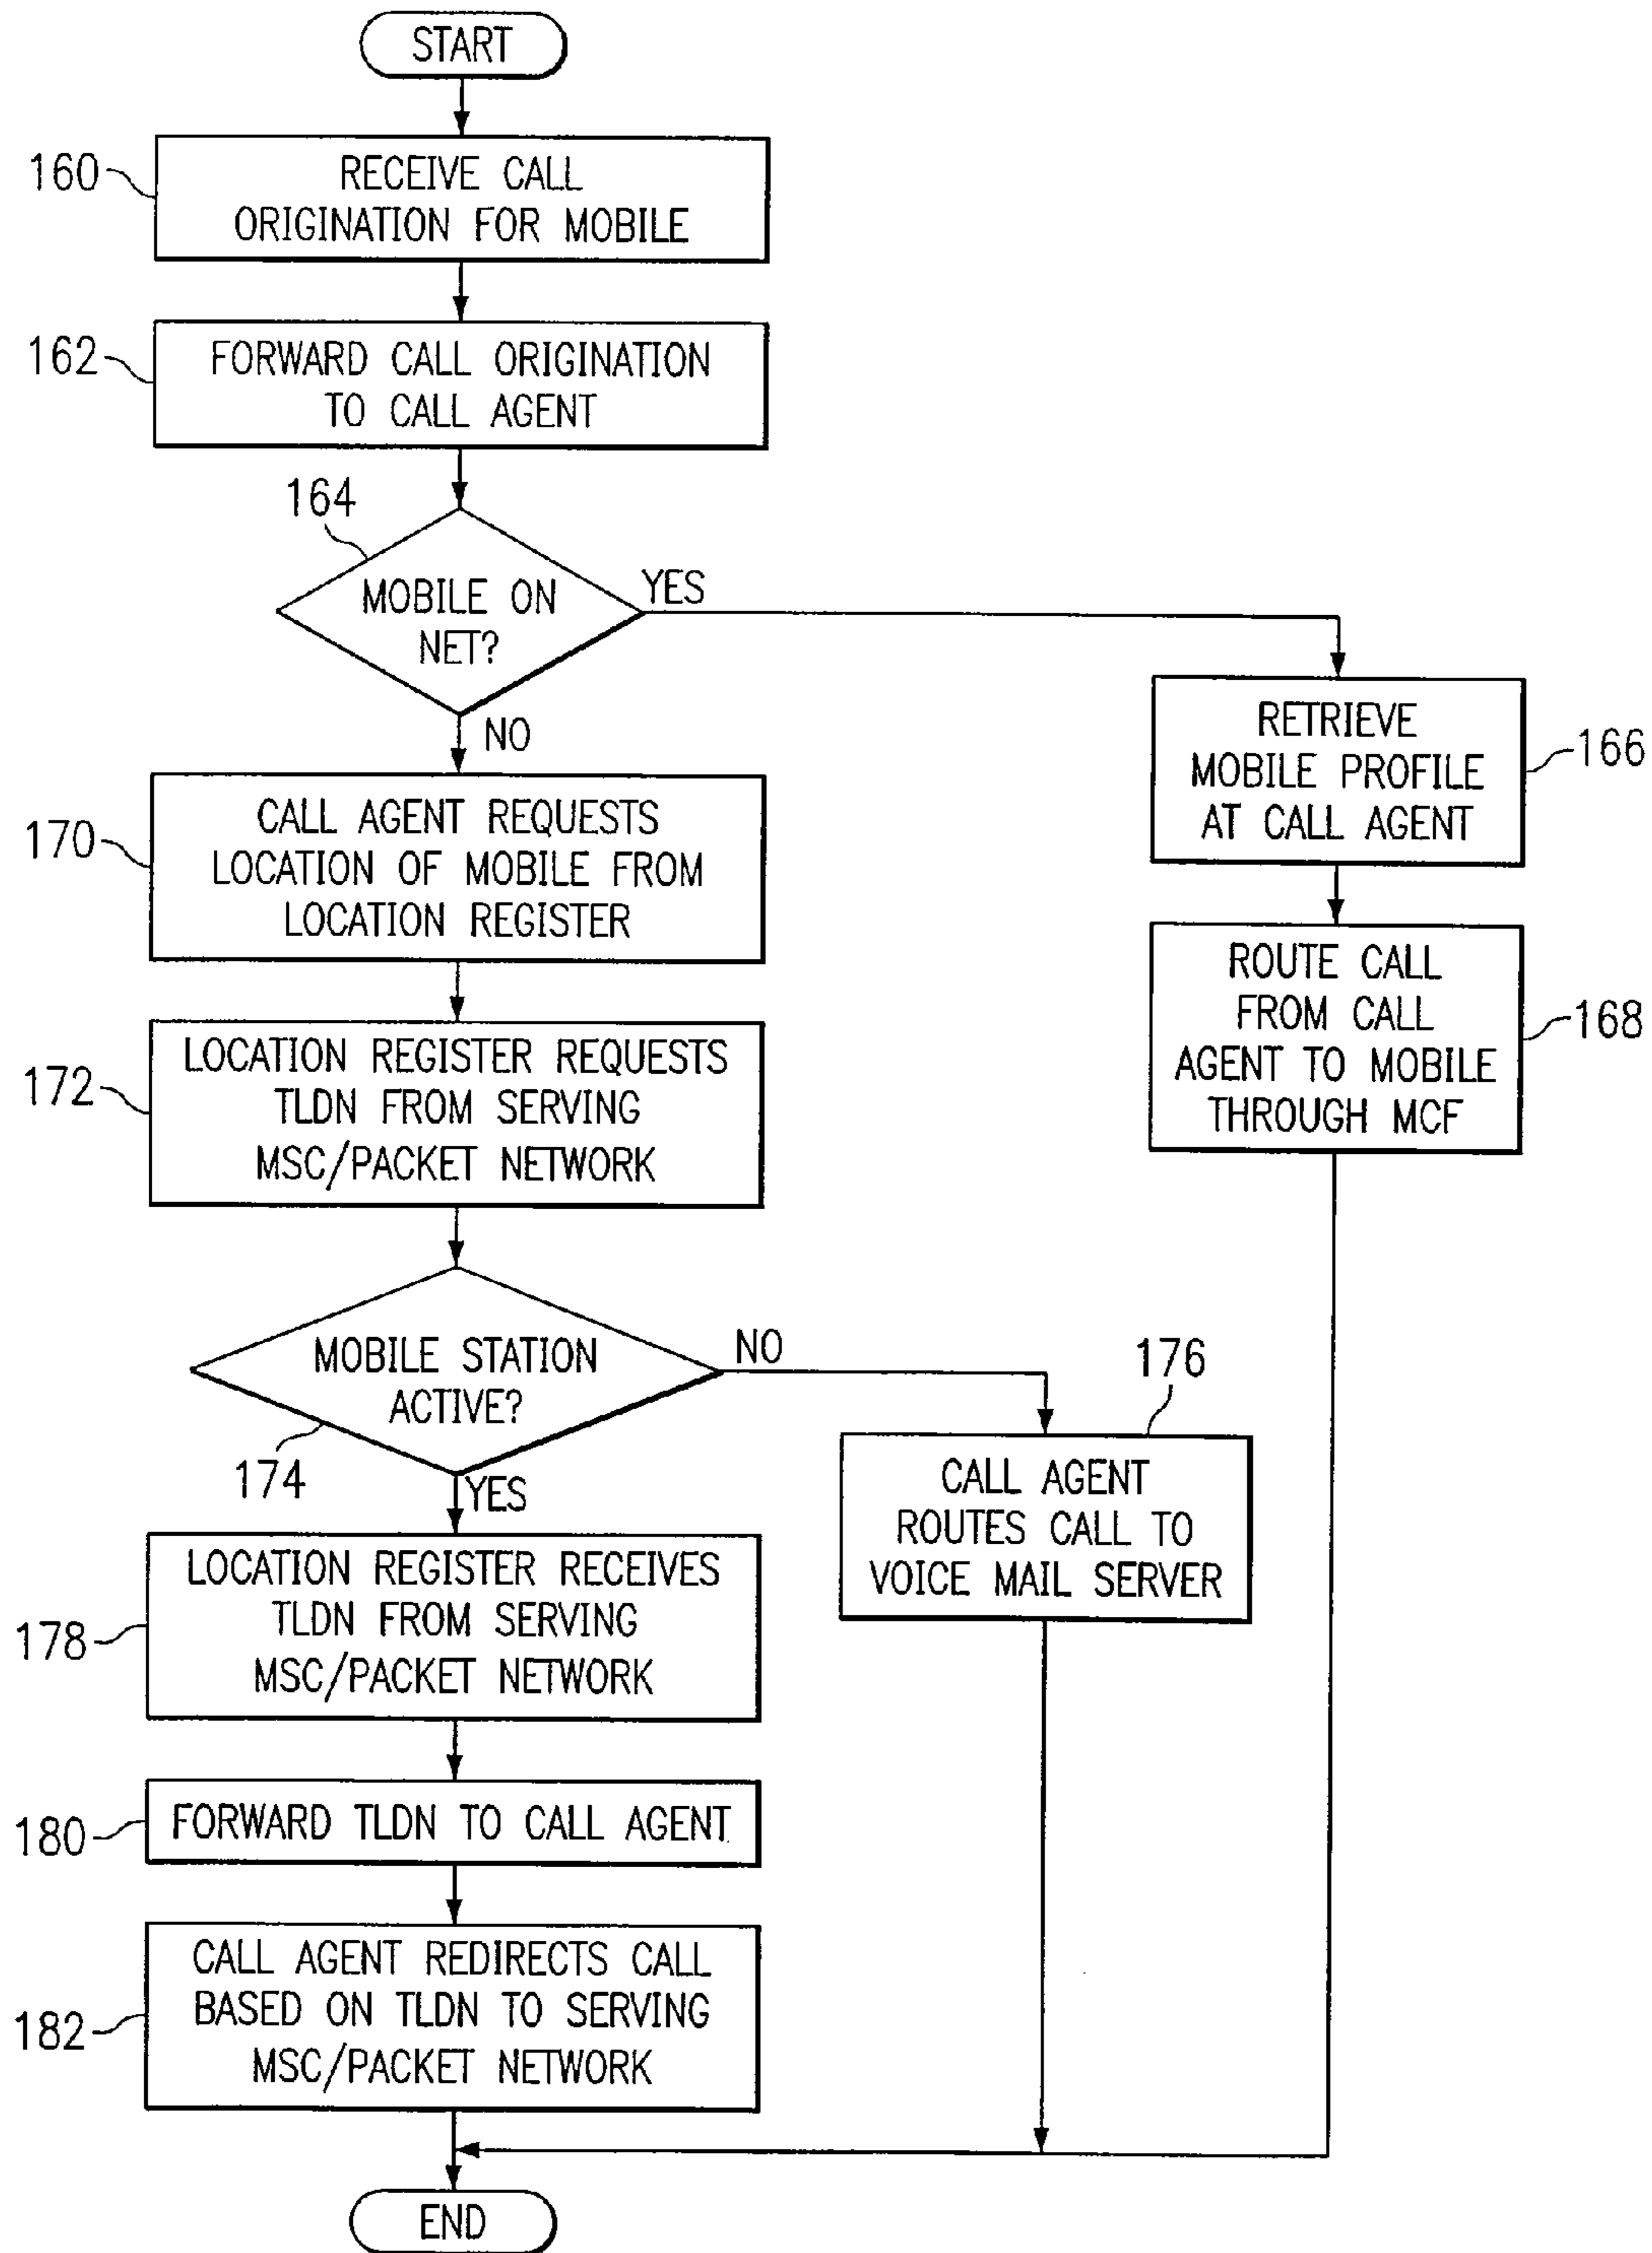 START
160
RECEIVE CALL
ORIGINATION FOR MOBILE
162
FORWARD CALL ORIGINATION
TO CALL AGENT
164
MOBILE ON
NET?
YES
NO
166
RETRIEVE
MOBILE PROFILE
AT CALL AGENT
168
ROUTE CALL
FROM CALL
AGENT TO MOBILE
THROUGH MCF
170
CALL AGENT REQUESTS
LOCATION OF MOBILE FROM
LOCATION REGISTER
172
LOCATION REGISTER REQUESTS
TLDN FROM SERVING
MSC/PACKET NETWORK
174
MOBILE STATION
ACTIVE?
NO
YES
176
CALL AGENT
ROUTES CALL TO
VOICE MAIL SERVER
178
LOCATION REGISTER RECEIVES
TLDN FROM SERVING
MSC/PACKET NETWORK
180
FORWARD TLDN TO CALL AGENT
182
CALL AGENT REDIRECTS CALL
BASED ON TLDN TO SERVING
MSC/PACKET NETWORK
END